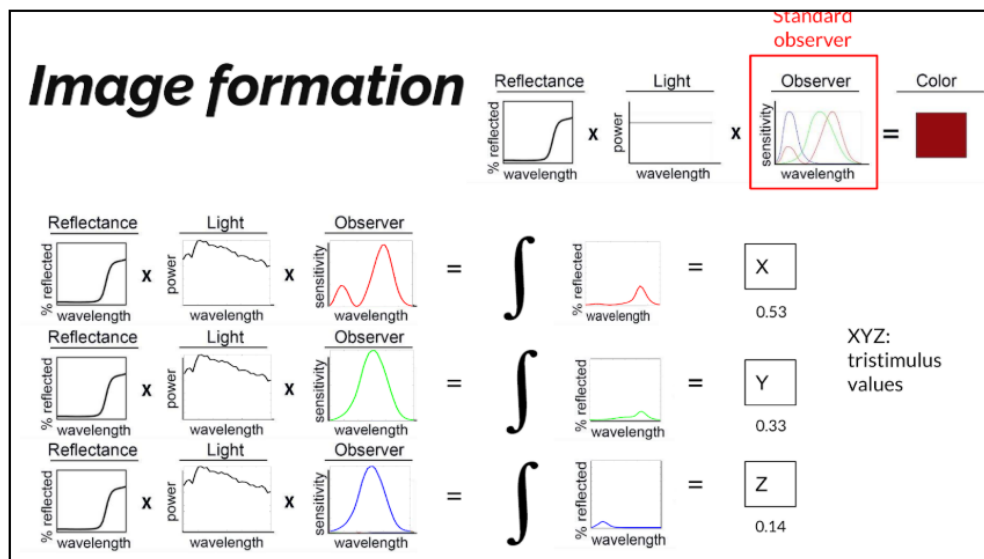 Standard
observer
Image formation
Reflectance Light Observer Color
% reflected x power x sensitivity =
wavelength wavelength wavelength
Reflectance Light Observer
% reflected x power x sensitivity = ∫ % reflected = X
wavelength wavelength wavelength wavelength
0.53
Reflectance Light Observer
XYZ:
tristimulus
values
% reflected x power x sensitivity = ∫ % reflected = Y
wavelength wavelength wavelength wavelength
0.33
Reflectance Light Observer
% reflected x power x sensitivity = ∫ % reflected = Z
wavelength wavelength wavelength wavelength
0.14